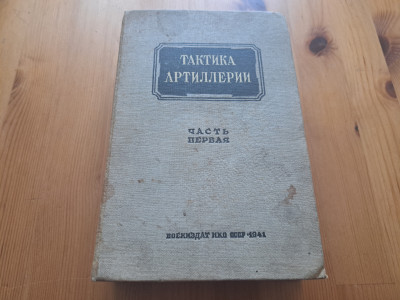 ТАКТИКА
АРТИЛЛЕРИИ
ЧАСТЬ
ПЕРВАЯ
ВОЕНИЗДАТ НКО СССР • 1941